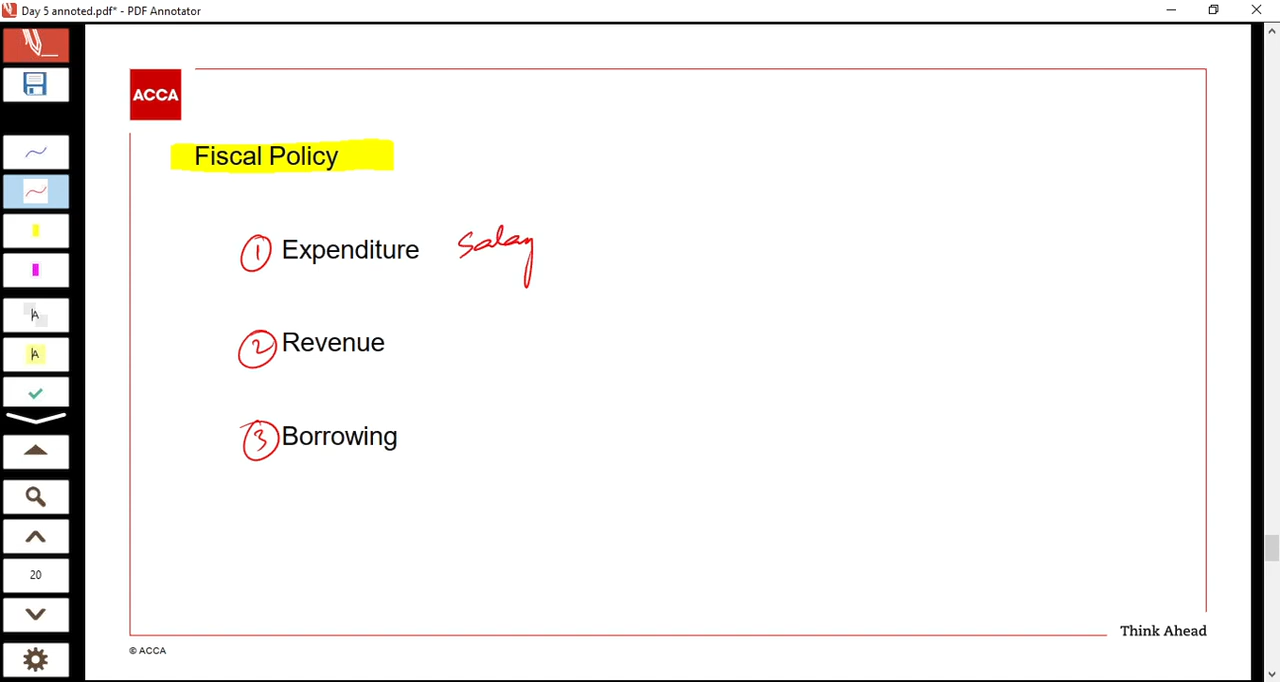 Day 5 annoted.pdf* - PDF Annotator
ACCA
Fiscal Policy
1 Expenditure Salay
2 Revenue
3 Borrowing
20
Think Ahead
© ACCA